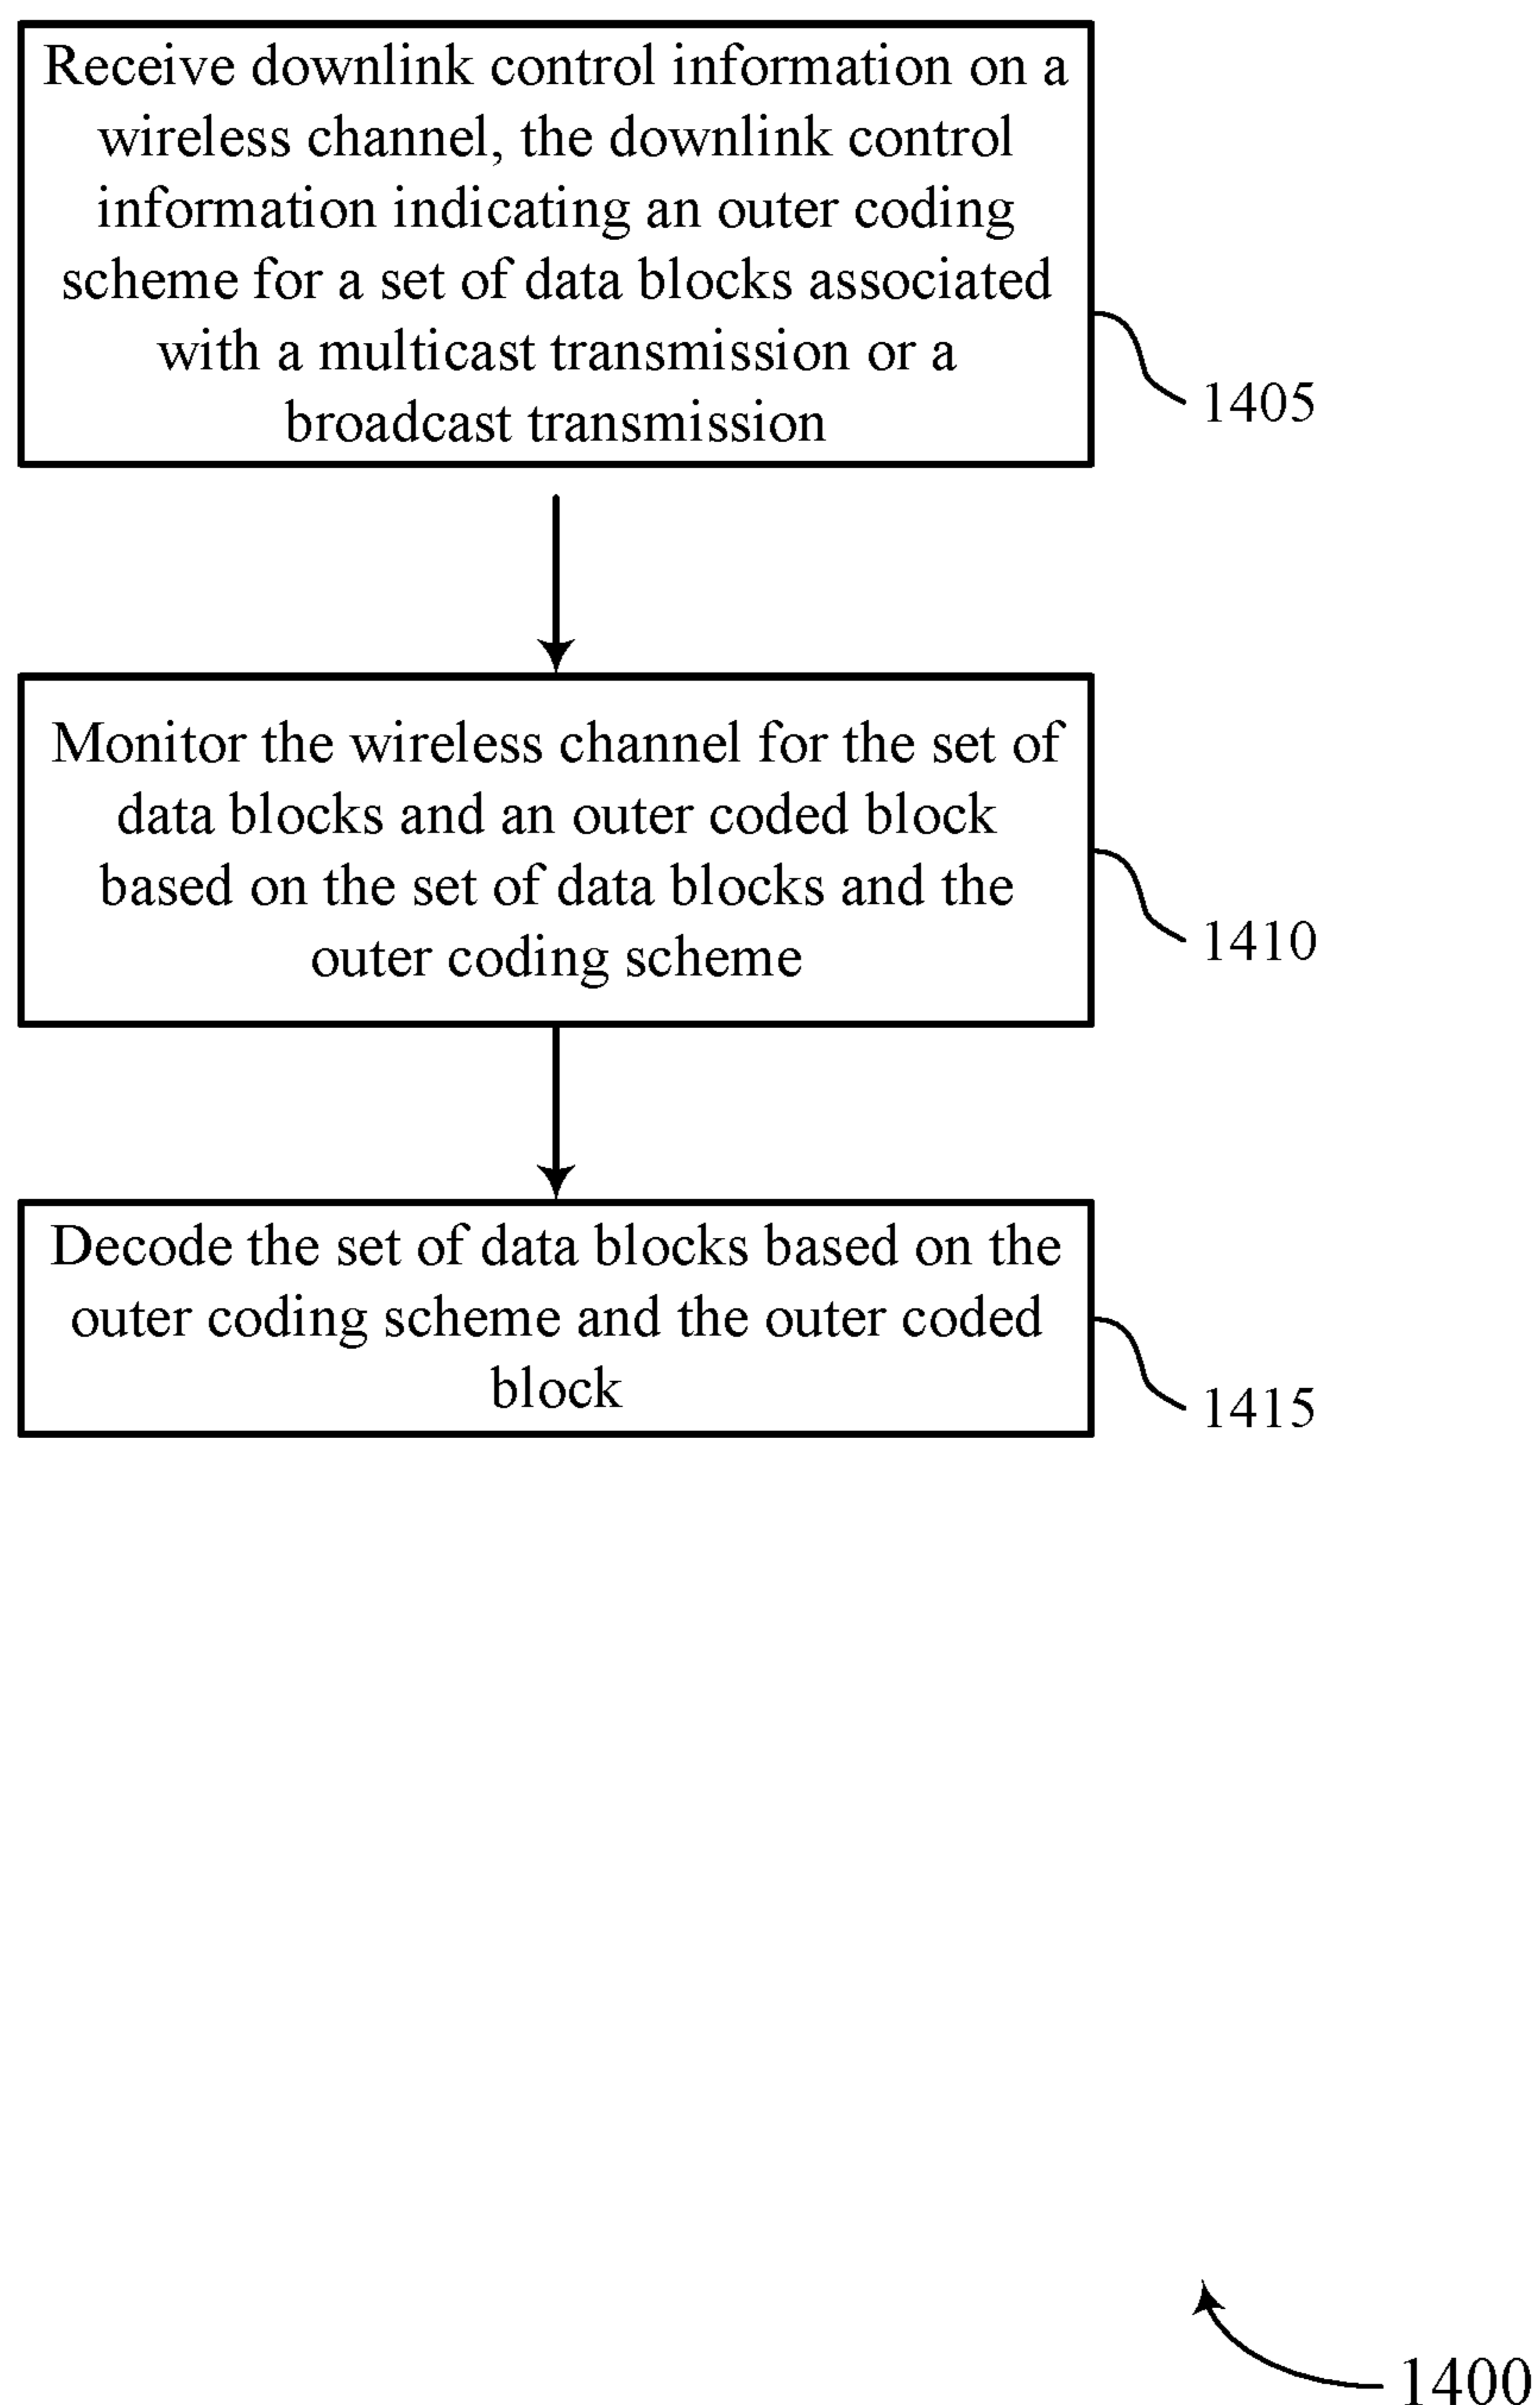 Receive downlink control information on a
wireless channel, the downlink control
information indicating an outer coding
scheme for a set of data blocks associated
with a multicast transmission or a
broadcast transmission
1405
Monitor the wireless channel for the set of
data blocks and an outer coded block
based on the set of data blocks and the
outer coding scheme
1410
Decode the set of data blocks based on the
outer coding scheme and the outer coded
block
1415
1400